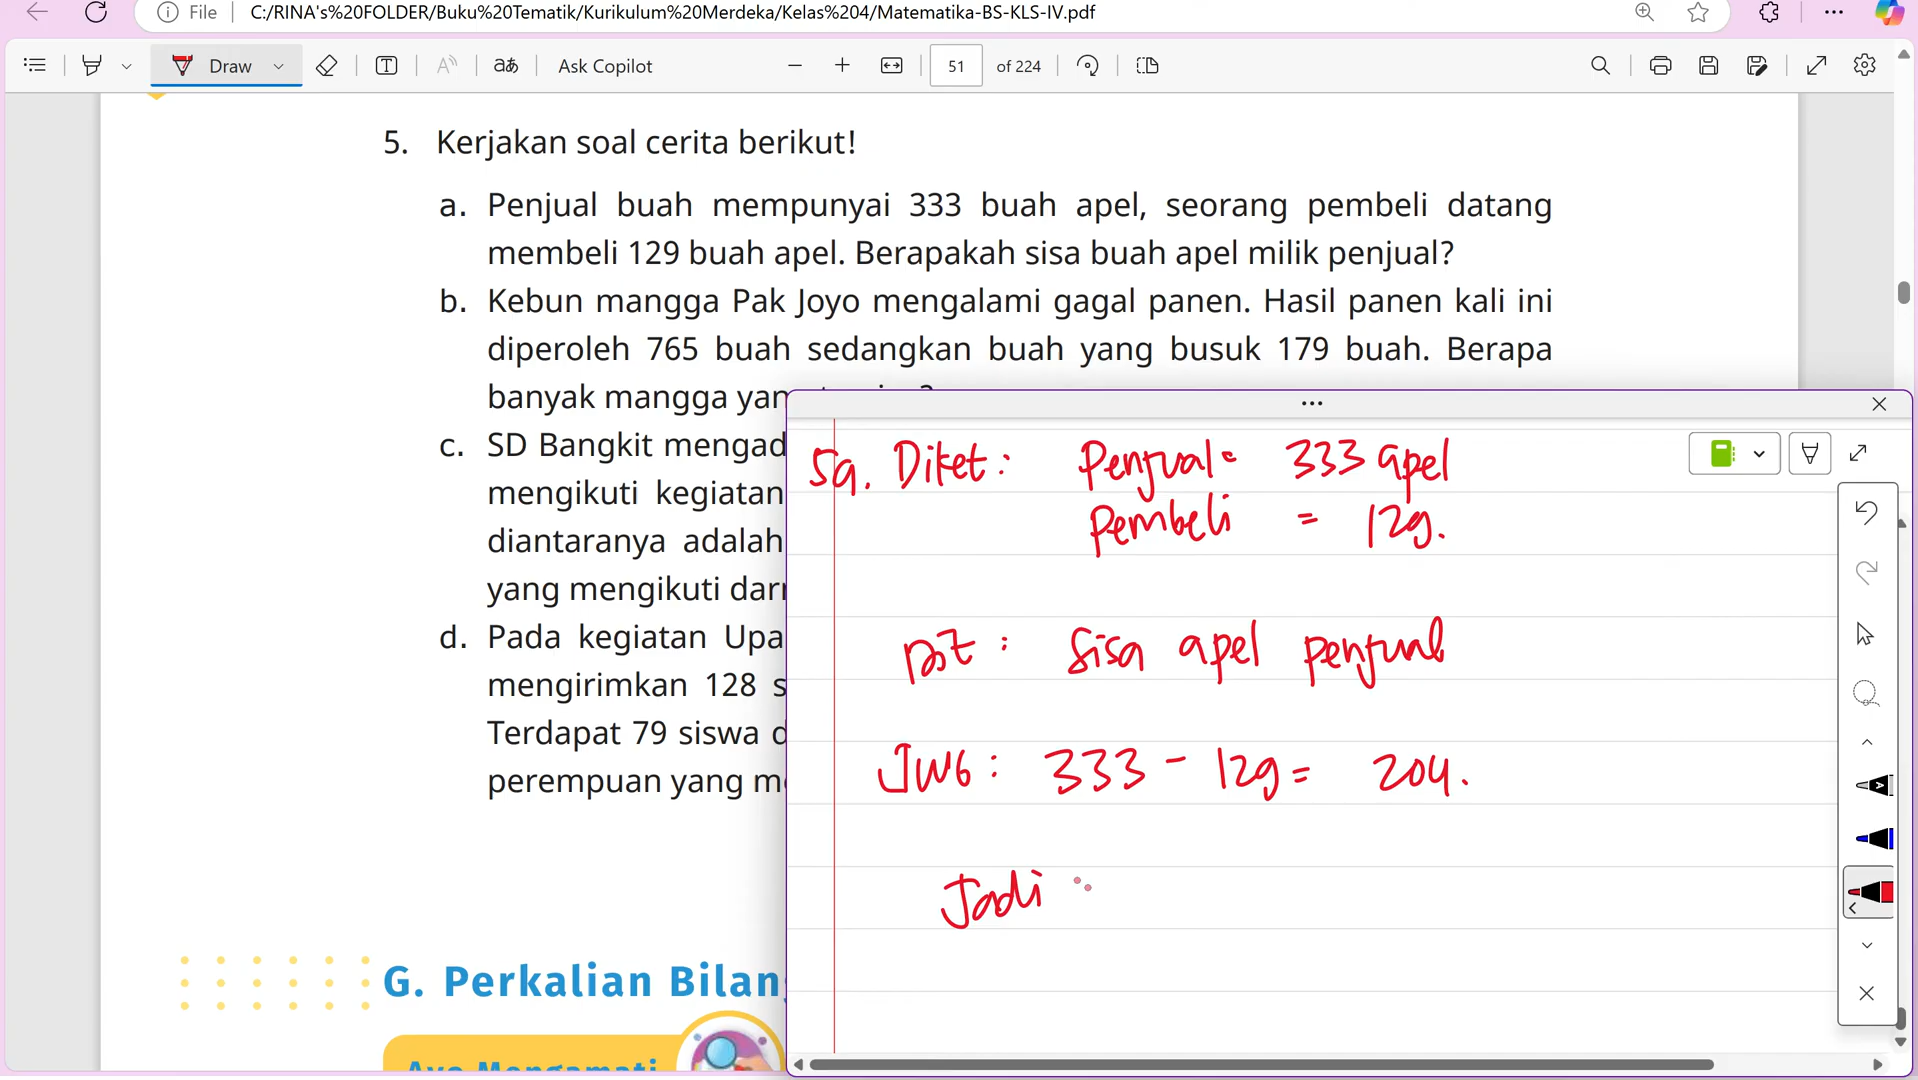 File C:/RINA's%20FOLDER/Buku%20Tematik/Kurikulum%20Merdeka/Kelas%204/Matematika-BS-KLS-IV.pdf
Draw Ask Copilot 51 of 224
5. Kerjakan soal cerita berikut!
a. Penjual buah mempunyai 333 buah apel, seorang pembeli datang
membeli 129 buah apel. Berapakah sisa buah apel milik penjual?
b. Kebun mangga Pak Joyo mengalami gagal panen. Hasil panen kali ini
diperoleh 765 buah sedangkan buah yang busuk 179 buah. Berapa
banyak mangga yan
c. SD Bangkit mengad
mengikuti kegiatan
diantaranya adalah
yang mengikuti dar
d. Pada kegiatan Upa
mengirimkan 128 s
Terdapat 79 siswa d
perempuan yang me
G. Perkalian Bilang
Ayo Mengamati
5a. Diket : Penjual = 333 apel
Pembeli = 129.
Dit : Sisa apel penjual
JWb : 333 - 129 = 204.
Jadi :